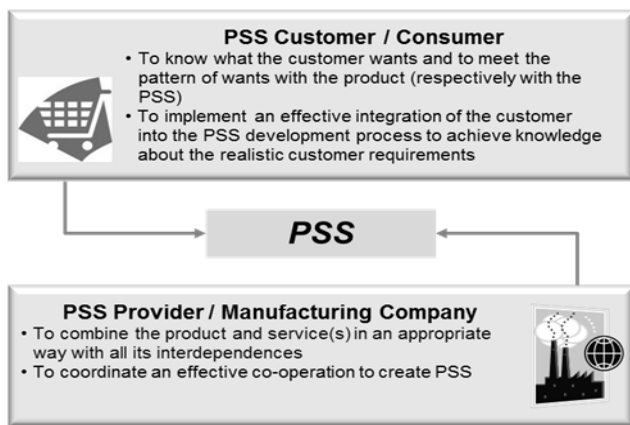 PSS Customer / Consumer
• To know what the customer wants and to meet the
pattern of wants with the product (respectively with the
PSS)
• To implement an effective integration of the customer
into the PSS development process to achieve knowledge
about the realistic customer requirements
PSS
PSS Provider / Manufacturing Company
• To combine the product and service(s) in an appropriate
way with all its interdependences
• To coordinate an effective co-operation to create PSS